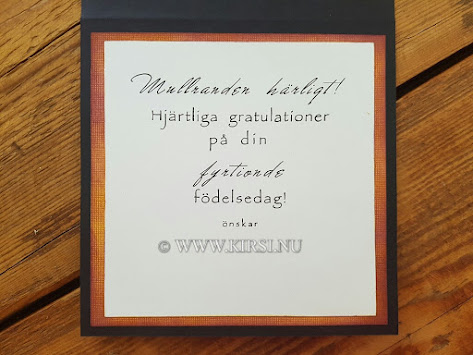 Mullranden härligt!
Hjärtliga gratulationer
på din
fyrtionde
födelsedag!
önskar
© WWW.KIRSI.NU